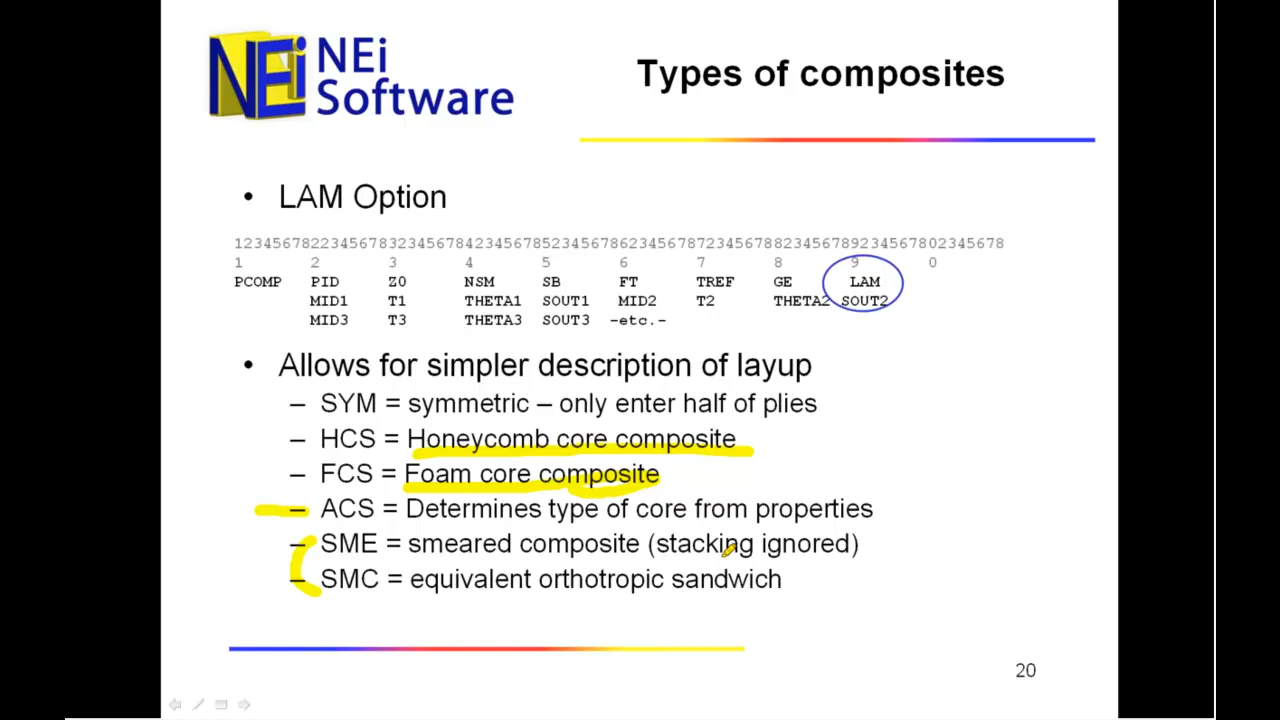 NEi
NEi
Software
Types of composites
• LAM Option
12345678223456783234567842345678523456786234567872345678823456789234567802345678
1 2 3 4 5 6 7 8 9 0
PCOMP PID Z0 NSM SB FT TREF GE LAM
MID1 T1 THETA1 SOUT1 MID2 T2 THETA2 SOUT2
MID3 T3 THETA3 SOUT3 -etc.-
• Allows for simpler description of layup
– SYM = symmetric – only enter half of plies
– HCS = Honeycomb core composite
– FCS = Foam core composite
– ACS = Determines type of core from properties
– SME = smeared composite (stacking ignored)
– SMC = equivalent orthotropic sandwich
20